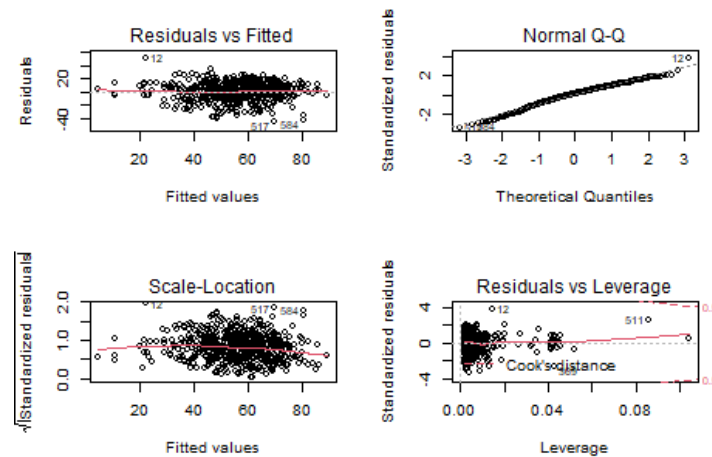 Residuals vs Fitted
Residuals
-40
20
12
517
584
20
40
60
80
Fitted values
Normal Q-Q
Standardized residuals
-2
2
12
-3
-2
-1
0
1
2
3
Theoretical Quantiles
Scale-Location
√|Standardized residuals|
0.0
1.0
2.0
12
517
584
20
40
60
80
Fitted values
Residuals vs Leverage
Standardized residuals
-4
0
4
12
511
Cook's distance
0.00
0.04
0.08
Leverage